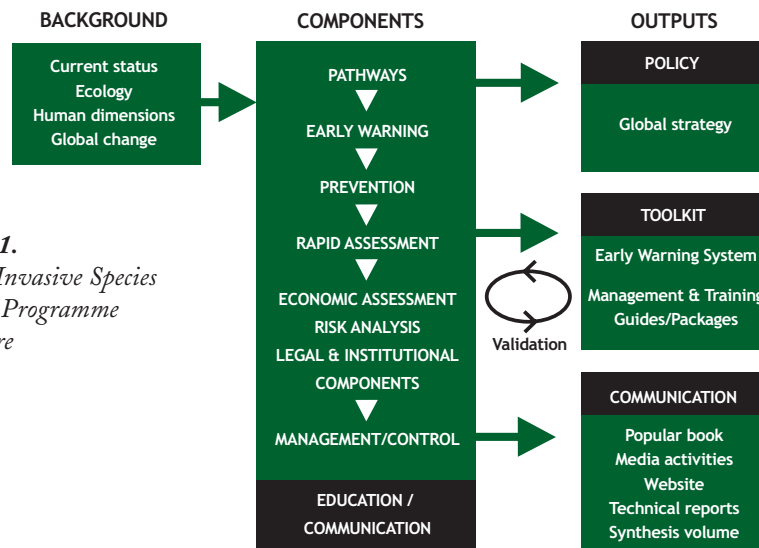 BACKGROUND
Current status
Ecology
Human dimensions
Global change
1.
Invasive Species
Programme
COMPONENTS
PATHWAYS
EARLY WARNING
PREVENTION
RAPID ASSESSMENT
ECONOMIC ASSESSMENT
RISK ANALYSIS
LEGAL & INSTITUTIONAL
COMPONENTS
MANAGEMENT/CONTROL
EDUCATION /
COMMUNICATION
Validation
OUTPUTS
POLICY
Global strategy
TOOLKIT
Early Warning System
Management & Training
Guides/Packages
COMMUNICATION
Popular book
Media activities
Website
Technical reports
Synthesis volume